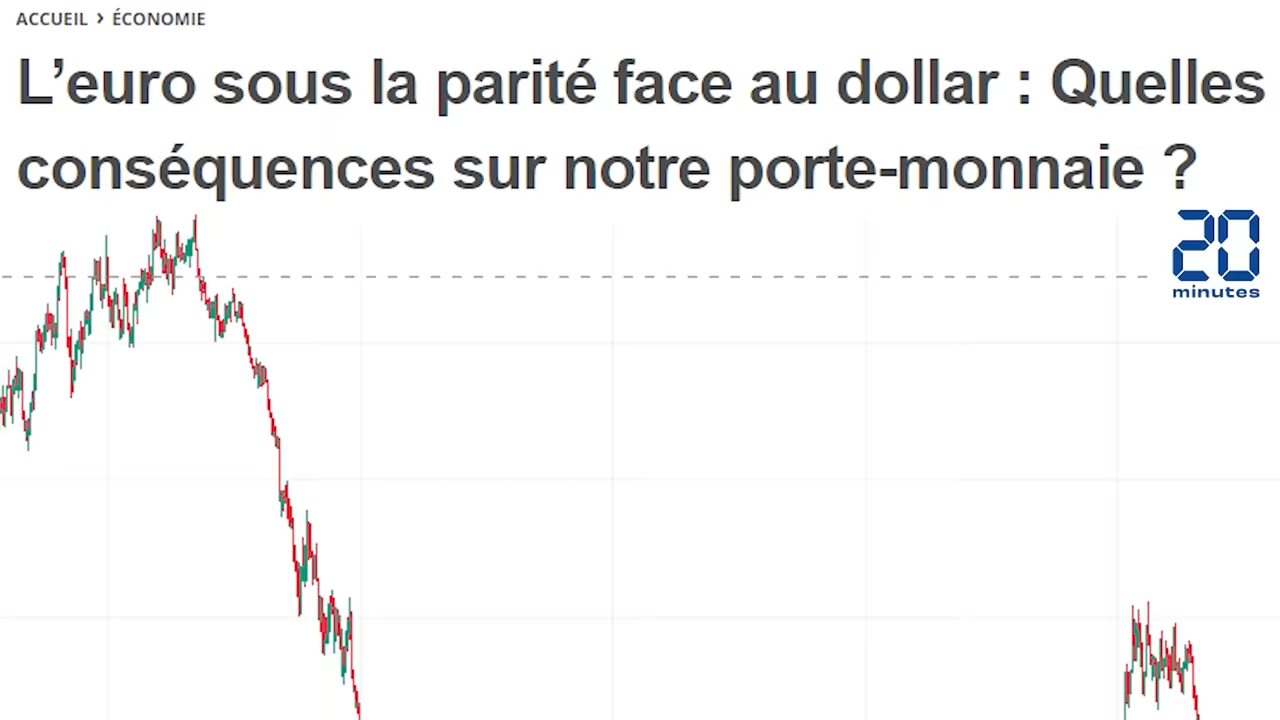 ACCUEIL > ÉCONOMIE
L’euro sous la parité face au dollar : Quelles
conséquences sur notre porte-monnaie ?
20
minutes